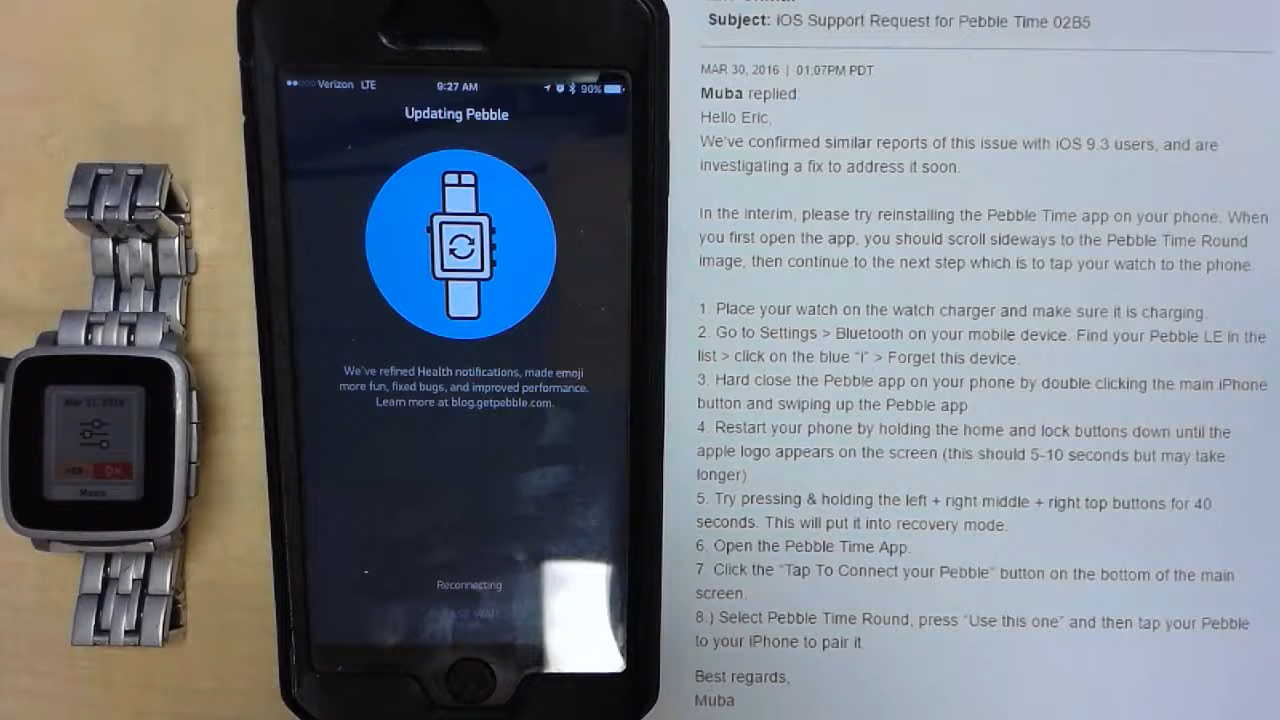 Subject: iOS Support Request for Pebble Time 02B5
MAR 30, 2016 | 01:07PM PDT
Muba replied:
Hello Eric,
We've confirmed similar reports of this issue with iOS 9.3 users, and are
investigating a fix to address it soon.
In the interim, please try reinstalling the Pebble Time app on your phone. When
you first open the app, you should scroll sideways to the Pebble Time Round
image, then continue to the next step which is to tap your watch to the phone.
1. Place your watch on the watch charger and make sure it is charging.
2. Go to Settings > Bluetooth on your mobile device. Find your Pebble LE in the
list > click on the blue "i" > Forget this device.
3. Hard close the Pebble app on your phone by double clicking the main iPhone
button and swiping up the Pebble app
4. Restart your phone by holding the home and lock buttons down until the
apple logo appears on the screen (this should 5-10 seconds but may take
longer)
5. Try pressing & holding the left + right middle + right top buttons for 40
seconds. This will put it into recovery mode.
6. Open the Pebble Time App.
7. Click the "Tap To Connect your Pebble" button on the bottom of the main
screen.
8.) Select Pebble Time Round, press "Use this one" and then tap your Pebble
to your iPhone to pair it.
Best regards,
Muba
Verizon LTE
9:27 AM
90%
Updating Pebble
We've refined Health notifications, made emoji
more fun, fixed bugs, and improved performance.
Learn more at blog.getpebble.com.
Reconnecting